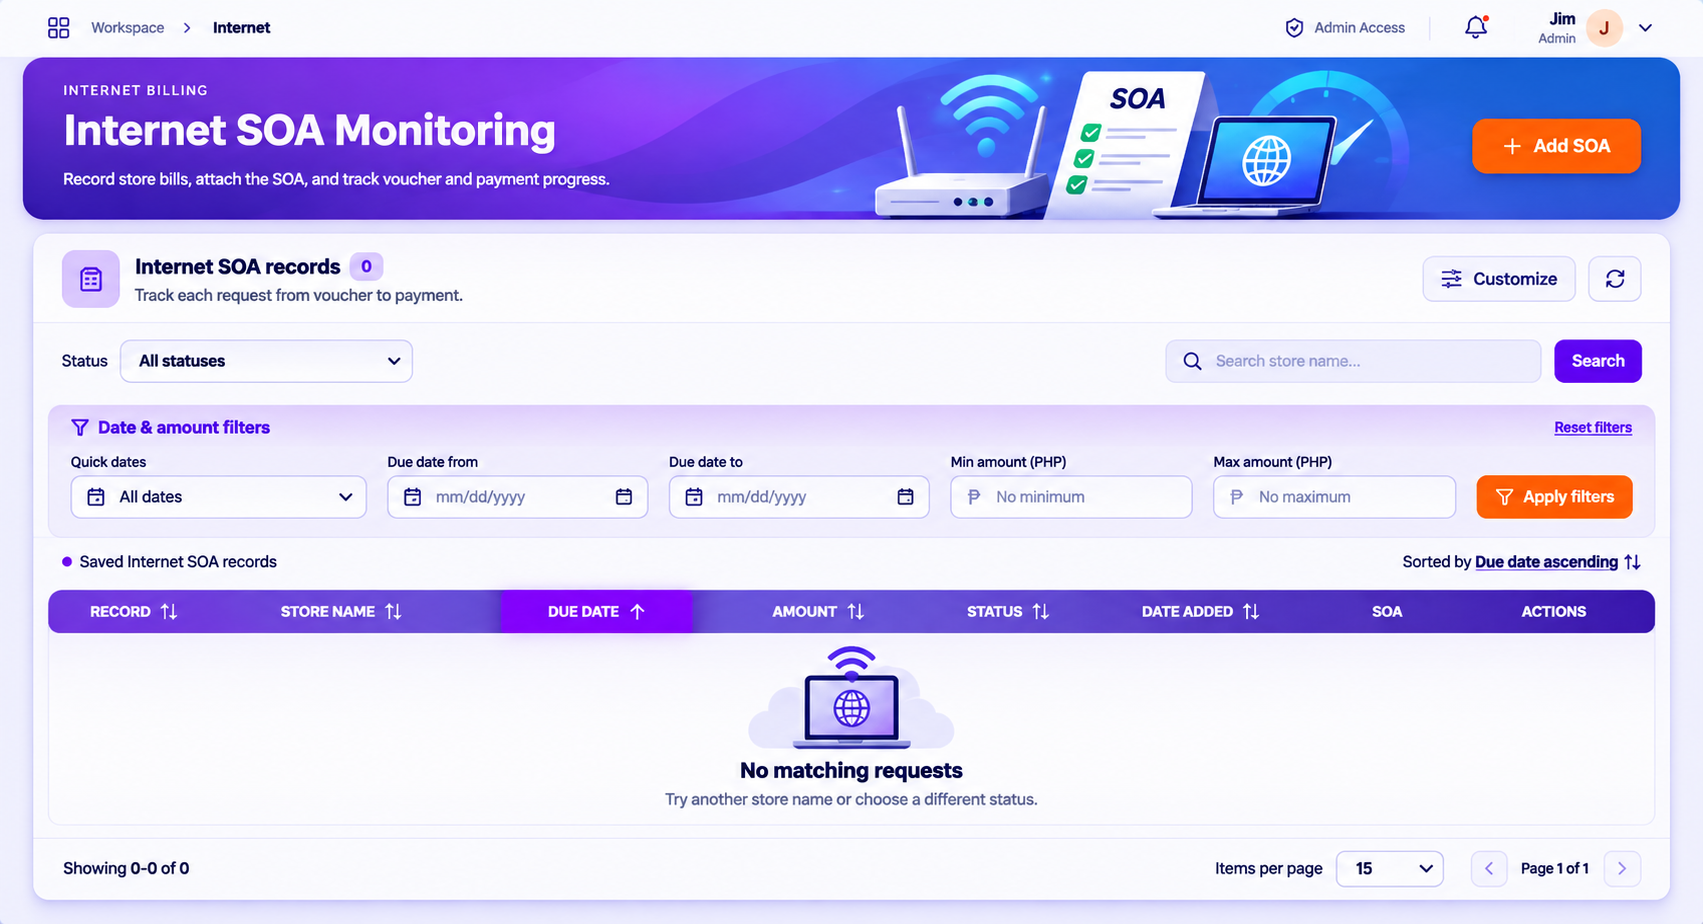 Workspace > Internet
Admin Access
Jim
Admin
J
INTERNET BILLING
Internet SOA Monitoring
Record store bills, attach the SOA, and track voucher and payment progress.
SOA
+ Add SOA
Internet SOA records 0
Track each request from voucher to payment.
Customize
Status All statuses
Search store name...
Search
Date & amount filters
Reset filters
Quick dates
Due date from
Due date to
Min amount (PHP)
Max amount (PHP)
All dates
mm/dd/yyyy
mm/dd/yyyy
₱ No minimum
₱ No maximum
Apply filters
Saved Internet SOA records
Sorted by Due date ascending ↑↓
RECORD ↑↓ STORE NAME ↑↓ DUE DATE ↑ AMOUNT ↑↓ STATUS ↑↓ DATE ADDED ↑↓ SOA ACTIONS
No matching requests
Try another store name or choose a different status.
Showing 0-0 of 0
Items per page 15
Page 1 of 1